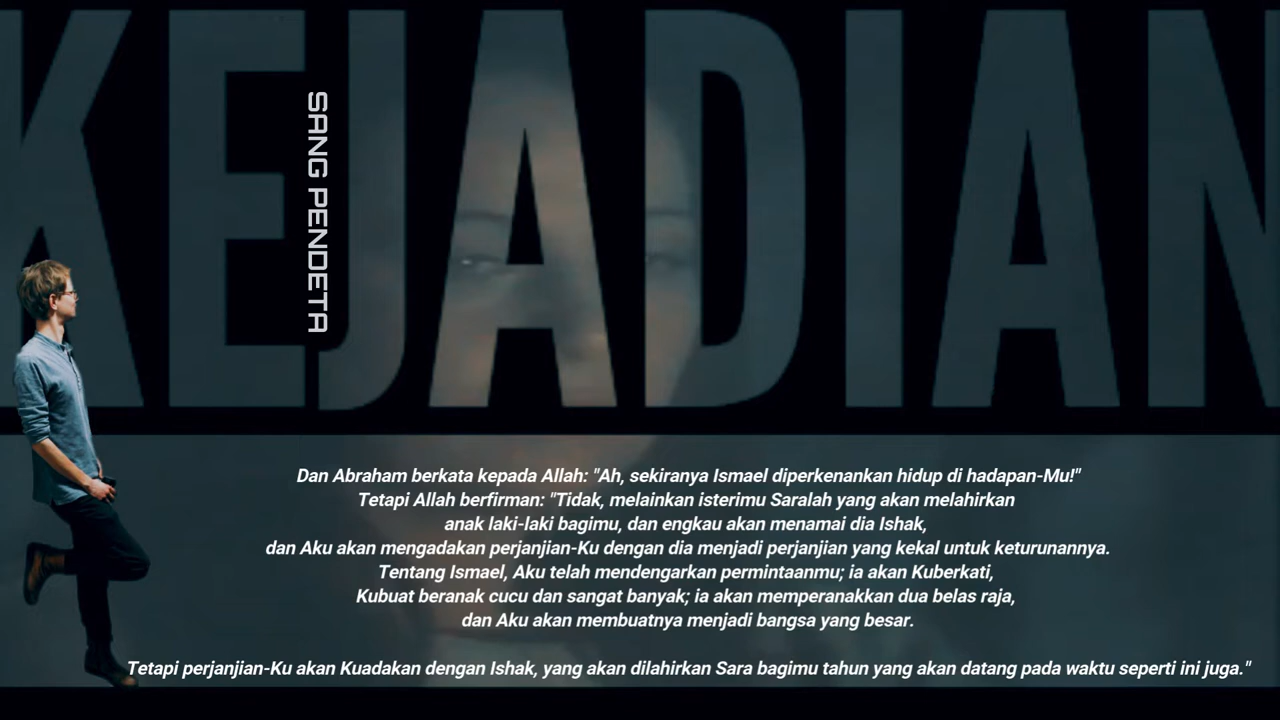 KEJADIAN
SANG PENDETA
Dan Abraham berkata kepada Allah: "Ah, sekiranya Ismael diperkenankan hidup di hadapan-Mu!"
Tetapi Allah berfirman: "Tidak, melainkan isterimu Saralah yang akan melahirkan
anak laki-laki bagimu, dan engkau akan menamai dia Ishak,
dan Aku akan mengadakan perjanjian-Ku dengan dia menjadi perjanjian yang kekal untuk keturunannya.
Tentang Ismael, Aku telah mendengarkan permintaanmu; ia akan Kuberkati,
Kubuat beranak cucu dan sangat banyak; ia akan memperanakkan dua belas raja,
dan Aku akan membuatnya menjadi bangsa yang besar.
Tetapi perjanjian-Ku akan Kuadakan dengan Ishak, yang akan dilahirkan Sara bagimu tahun yang akan datang pada waktu seperti ini juga."